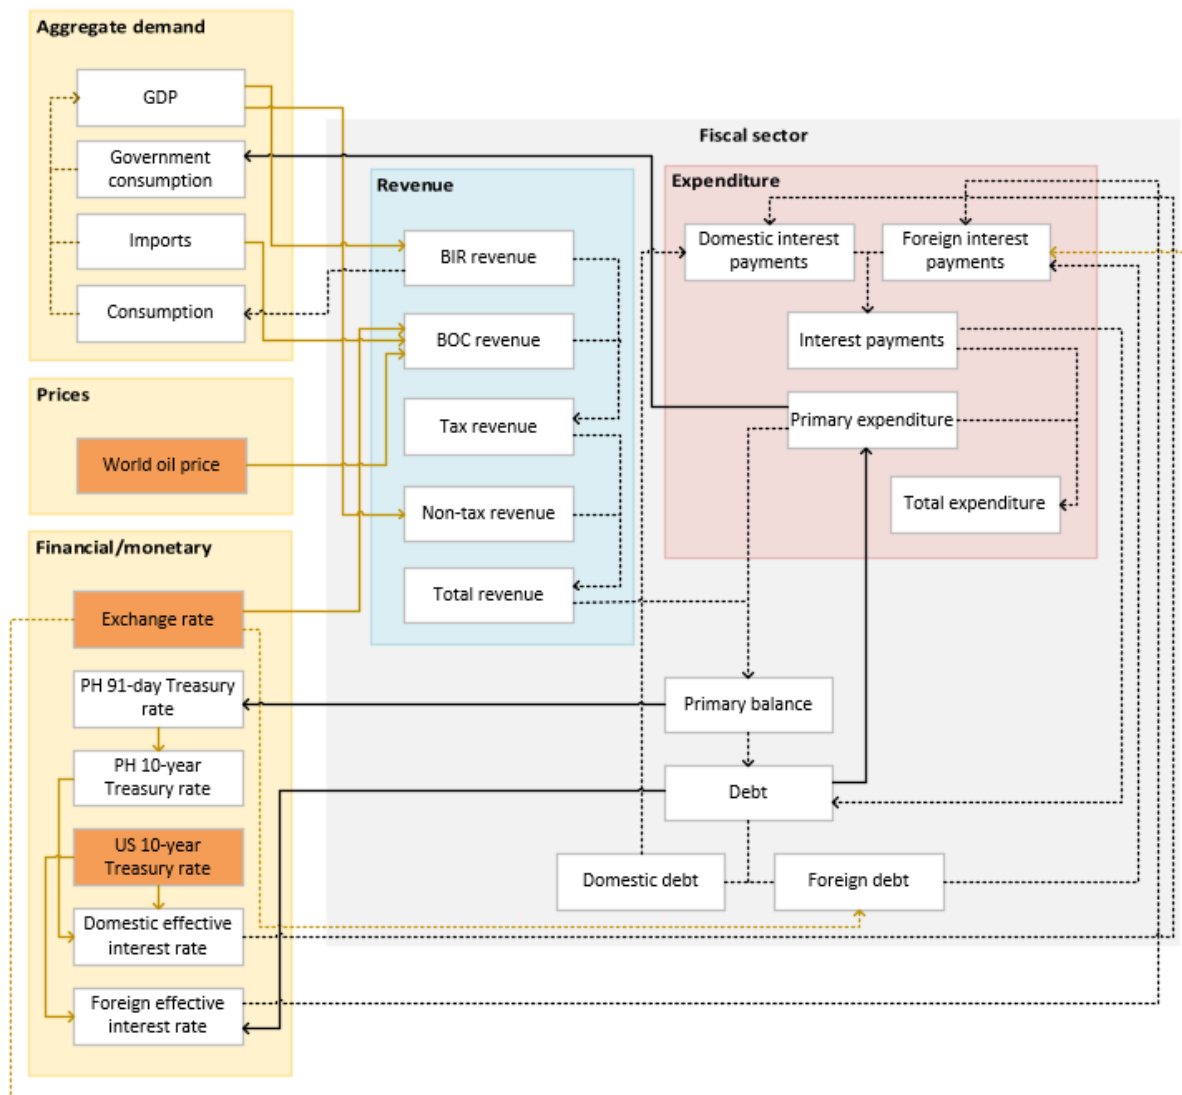 Aggregate demand
GDP
Government
consumption
Imports
Consumption
Prices
World oil price
Financial/monetary
Exchange rate
PH 91-day Treasury
rate
PH 10-year
Treasury rate
US 10-year
Treasury rate
Domestic effective
interest rate
Foreign effective
interest rate
Fiscal sector
Revenue
BIR revenue
BOC revenue
Tax revenue
Non-tax revenue
Total revenue
Expenditure
Domestic interest
payments
Foreign interest
payments
Interest payments
Primary expenditure
Total expenditure
Primary balance
Debt
Domestic debt
Foreign debt